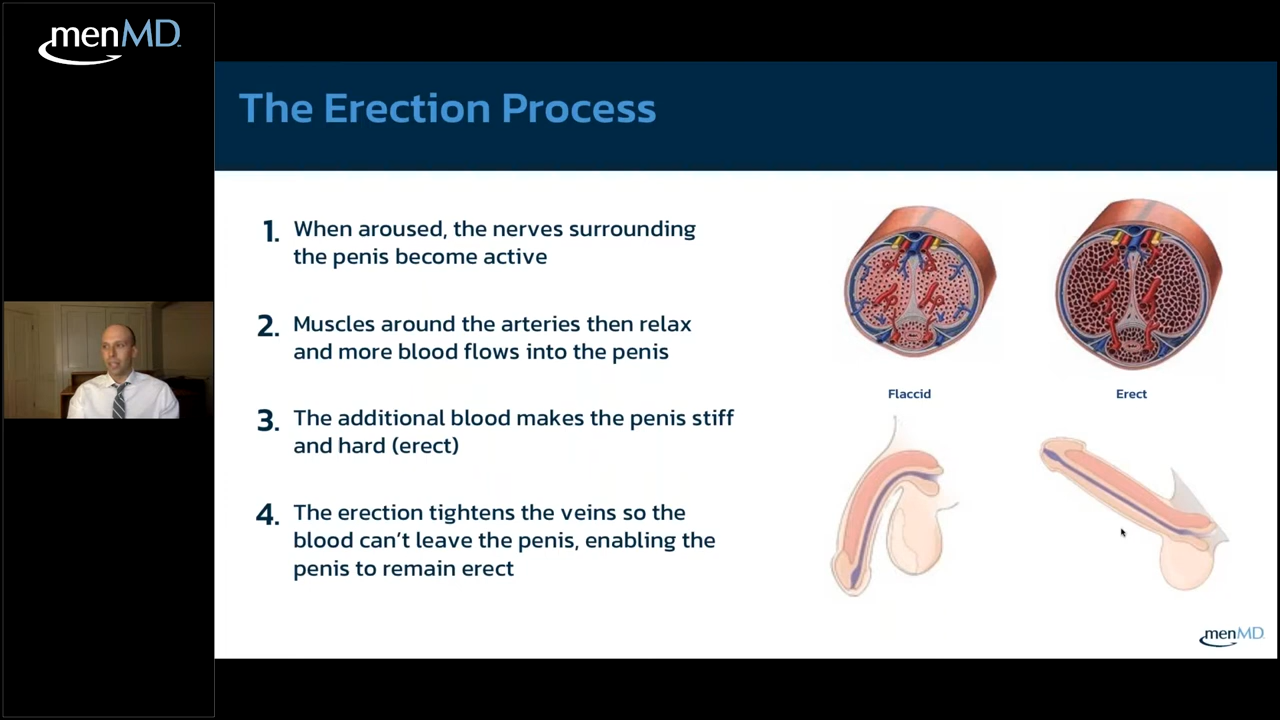 menMD
The Erection Process
1. When aroused, the nerves surrounding
the penis become active
2. Muscles around the arteries then relax
and more blood flows into the penis
3. The additional blood makes the penis stiff
and hard (erect)
4. The erection tightens the veins so the
blood can’t leave the penis, enabling the
penis to remain erect
Flaccid
Erect
menMD